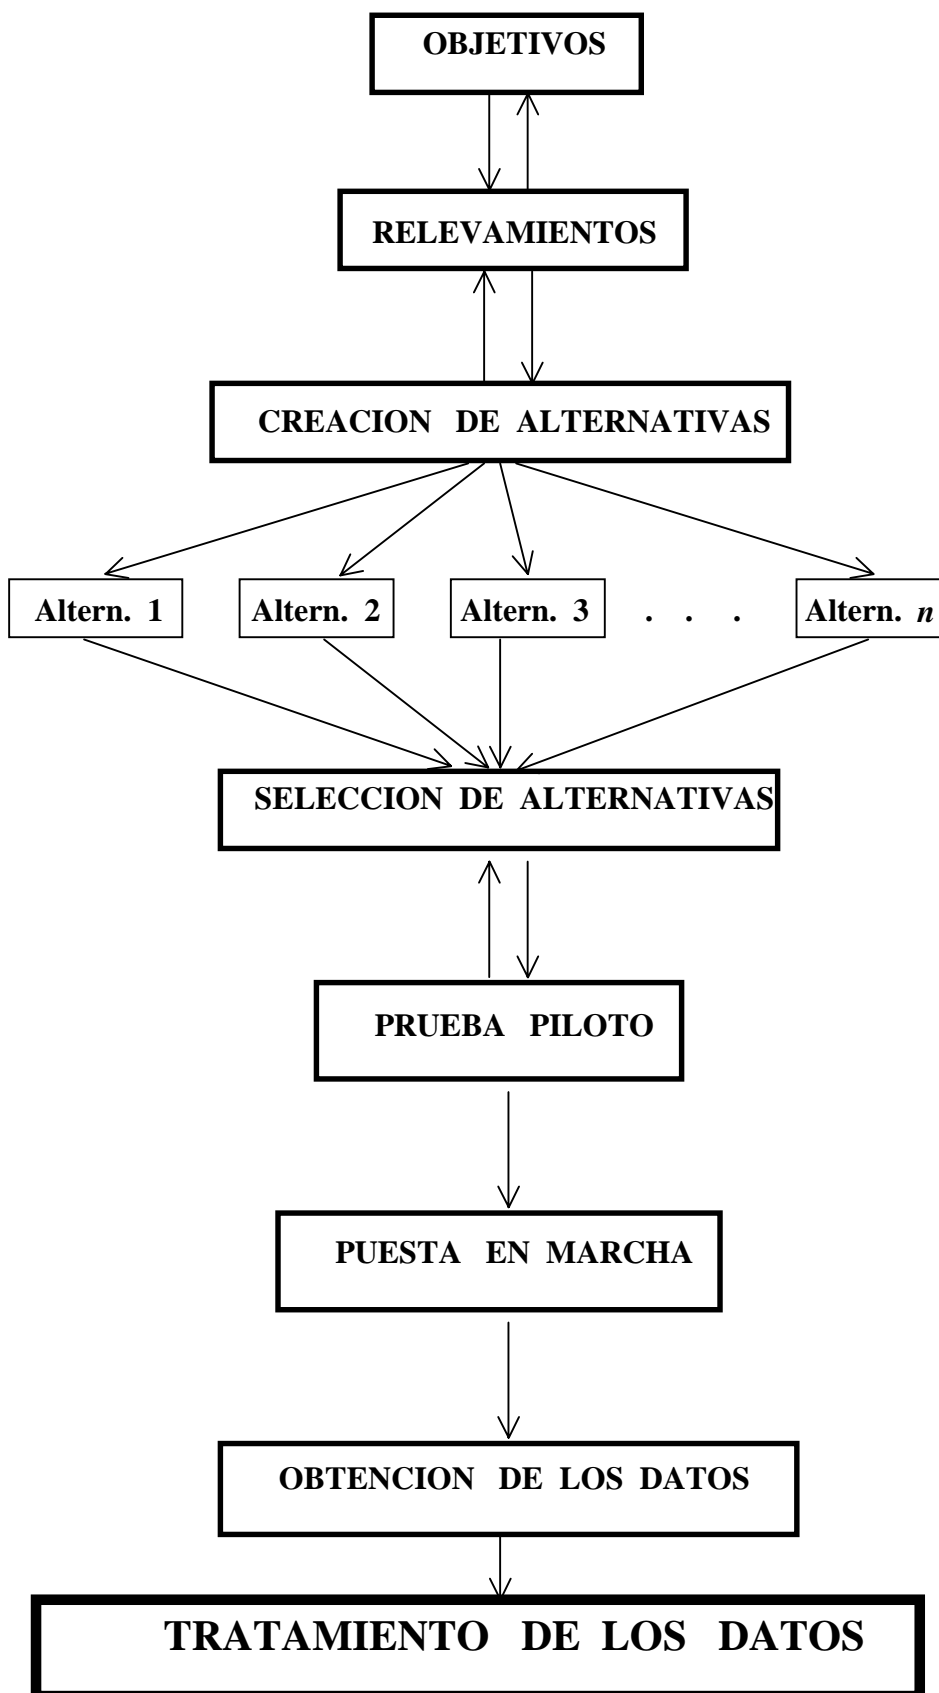 OBJETIVOS
RELEVAMIENTOS
CREACION DE ALTERNATIVAS
Altern. 1 Altern. 2 Altern. 3 . . . Altern. n
SELECCION DE ALTERNATIVAS
PRUEBA PILOTO
PUESTA EN MARCHA
OBTENCION DE LOS DATOS
TRATAMIENTO DE LOS DATOS